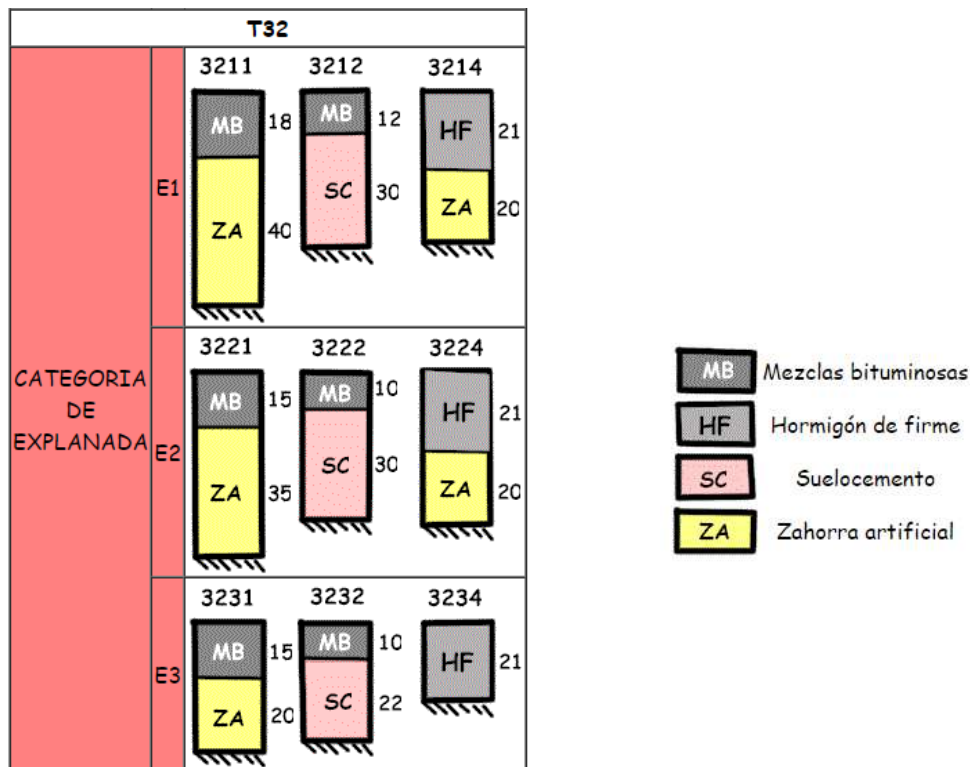 T32
3211 3212 3214
MB 18 MB 12 HF 21
ZA 40 SC 30 ZA 20
E1
3221 3222 3224
MB 15 MB 10 HF 21
ZA 35 SC 30 ZA 20
CATEGORIA
DE
EXPLANADA
E2
3231 3232 3234
MB 15 MB 10 HF 21
ZA 20 SC 22
E3
MB Mezclas bituminosas
HF Hormigón de firme
SC Suelocemento
ZA Zahorra artificial